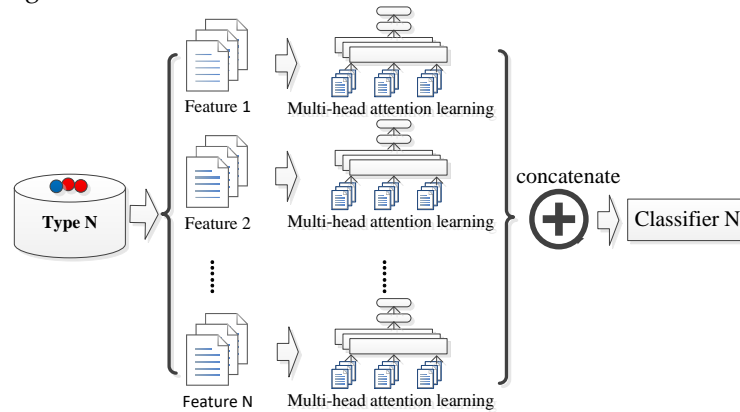 g
Feature 1
Multi-head attention learning
Feature 2
Multi-head attention learning
concatenate
Type N
Classifier N
Feature N
Multi-head attention learning